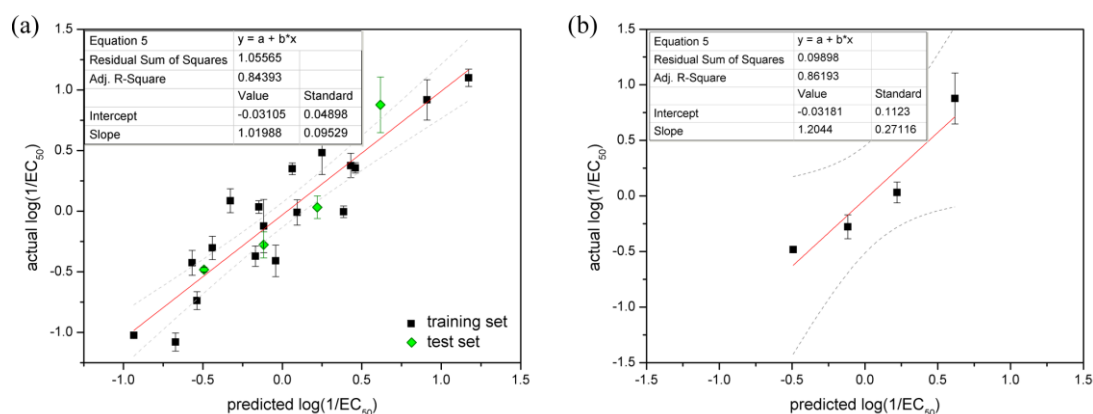 (a)
1.5
1.0
0.5
0.0
-0.5
-1.0
actual log(1/EC50)
Equation 5 y = a + b*x
Residual Sum of Squares 1.05565
Adj. R-Square 0.84393
Value Standard
Intercept -0.03105 0.04898
Slope 1.01988 0.09529
training set
test set
-1.0 -0.5 0.0 0.5 1.0 1.5
predicted log(1/EC50)
(b)
1.5
1.0
0.5
0.0
-0.5
-1.0
-1.5
actual log(1/EC50)
Equation 5 y = a + b*x
Residual Sum of Squares 0.09898
Adj. R-Square 0.86193
Value Standard
Intercept -0.03181 0.1123
Slope 1.2044 0.27116
-1.5 -1.0 -0.5 0.0 0.5 1.0 1.5
predicted log(1/EC50)